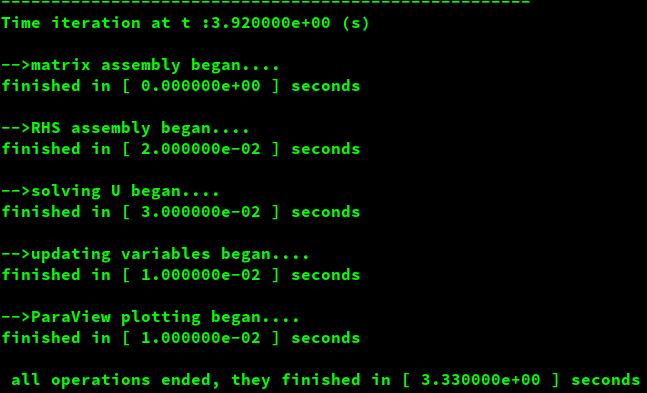 Time iteration at t :3.920000e+00 (s)
-->matrix assembly began....
finished in [ 0.000000e+00 ] seconds
-->RHS assembly began....
finished in [ 2.000000e-02 ] seconds
-->solving U began....
finished in [ 3.000000e-02 ] seconds
-->updating variables began....
finished in [ 1.000000e-02 ] seconds
-->ParaView plotting began....
finished in [ 1.000000e-02 ] seconds
all operations ended, they finished in [ 3.330000e+00 ] seconds